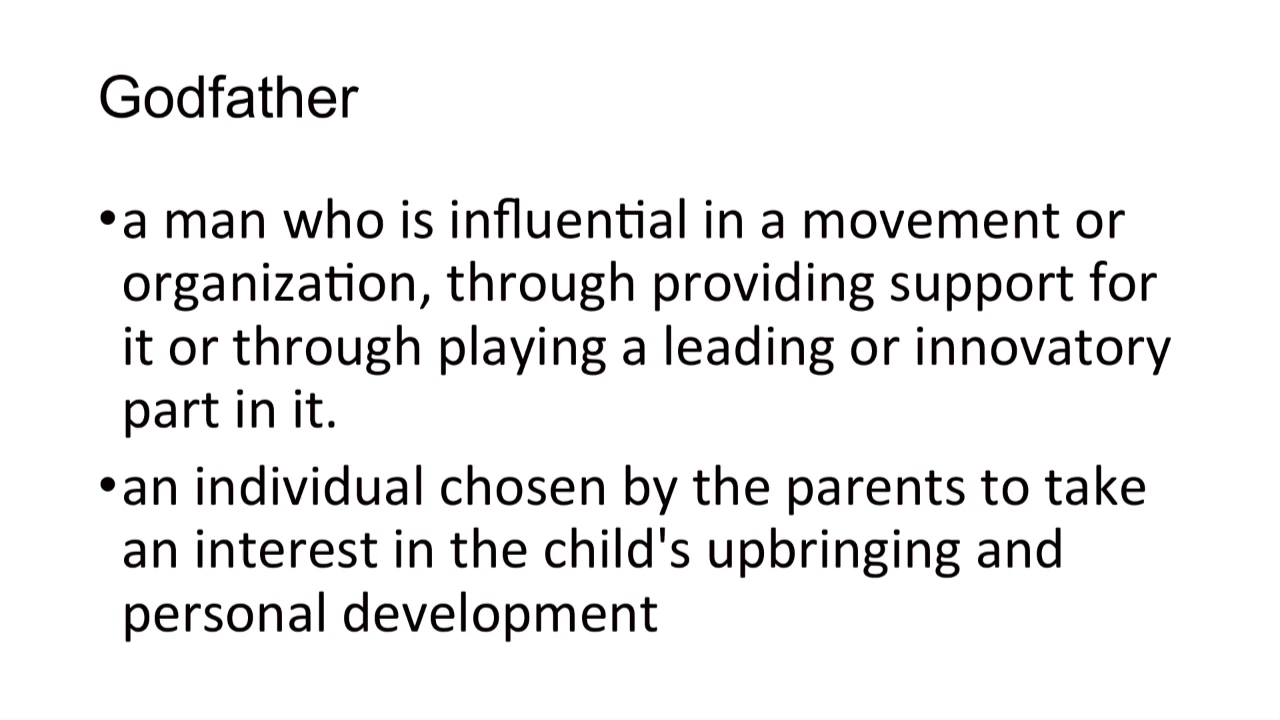 Godfather
•a man who is influential in a movement or
organization, through providing support for
it or through playing a leading or innovatory
part in it.
•an individual chosen by the parents to take
an interest in the child's upbringing and
personal development